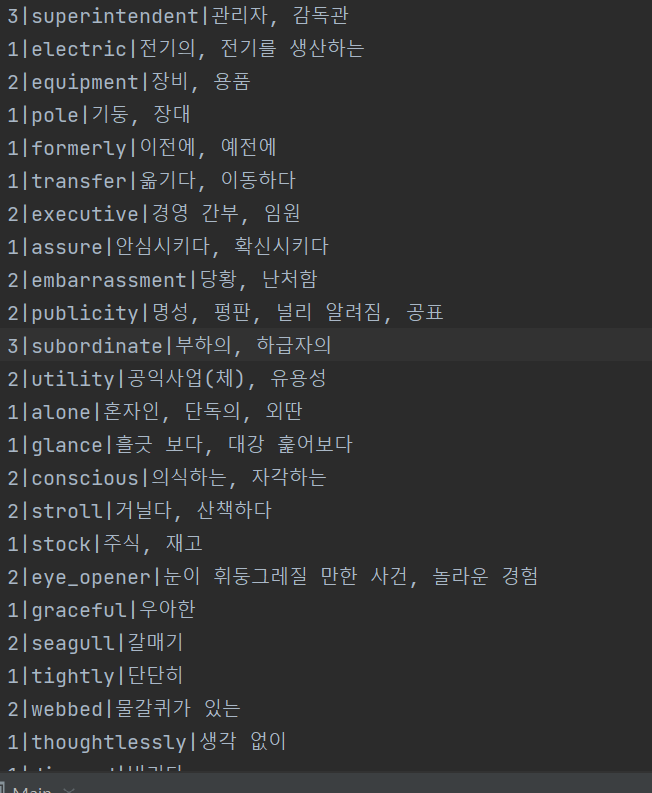 3|superintendent|관리자, 감독관
1|electric|전기의, 전기를 생산하는
2|equipment|장비, 용품
1|pole|기둥, 장대
1|formerly|이전에, 예전에
1|transfer|옮기다, 이동하다
2|executive|경영 간부, 임원
1|assure|안심시키다, 확신시키다
2|embarrassment|당황, 난처함
2|publicity|명성, 평판, 널리 알려짐, 공표
3|subordinate|부하의, 하급자의
2|utility|공익사업(체), 유용성
1|alone|혼자인, 단독의, 외딴
1|glance|흘긋 보다, 대강 훑어보다
2|conscious|의식하는, 자각하는
2|stroll|거닐다, 산책하다
1|stock|주식, 재고
2|eye_opener|눈이 휘둥그레질 만한 사건, 놀라운 경험
1|graceful|우아한
2|seagull|갈매기
1|tightly|단단히
2|webbed|물갈퀴가 있는
1|thoughtlessly|생각 없이
Main